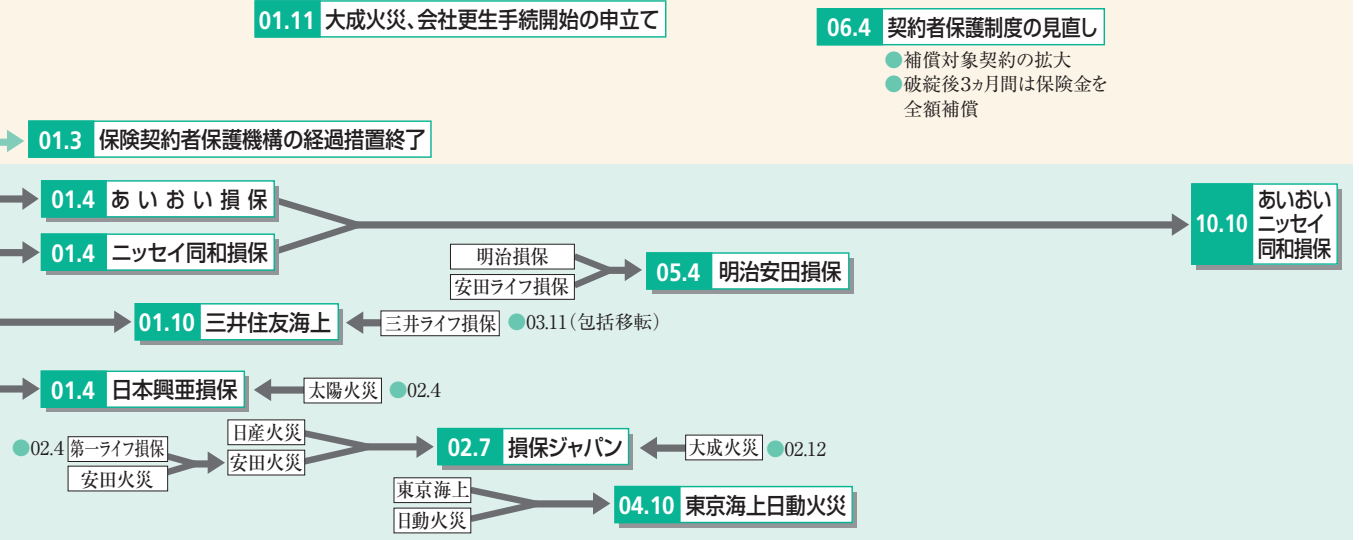 01.11 大成火災、会社更生手続開始の申立て
06.4 契約者保護制度の見直し
●補償対象契約の拡大
●破綻後3ヵ月間は保険金を
全額補償
01.3 保険契約者保護機構の経過措置終了
01.4 あいおい損保
01.4 ニッセイ同和損保
10.10 あいおい
ニッセイ
同和損保
明治損保
安田ライフ損保
05.4 明治安田損保
01.10 三井住友海上
三井ライフ損保 ●03.11（包括移転）
01.4 日本興亜損保
太陽火災 ●02.4
●02.4 第一ライフ損保
安田火災
日産火災
安田火災
02.7 損保ジャパン
大成火災 ●02.12
東京海上
日動火災
04.10 東京海上日動火災